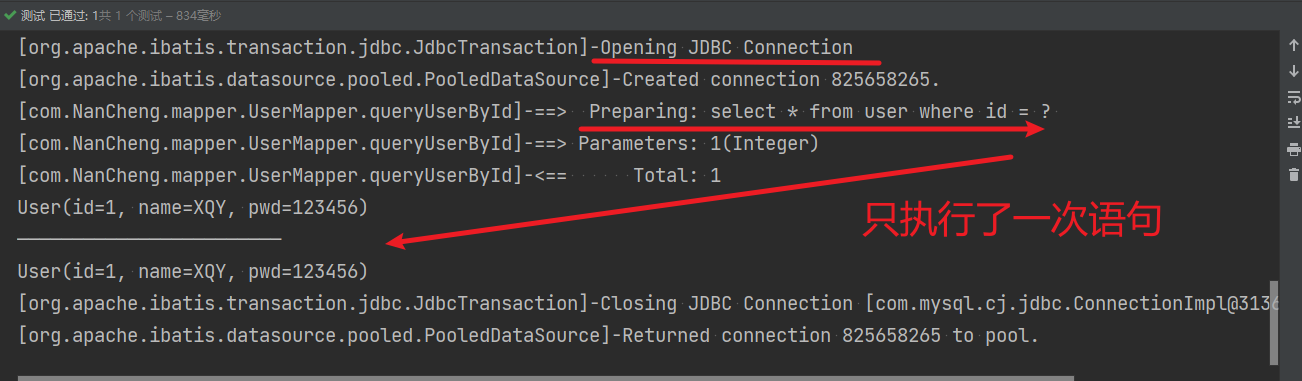 测试 已通过: 1共 1 个测试 – 834毫秒
[org.apache.ibatis.transaction.jdbc.JdbcTransaction]-Opening JDBC Connection
[org.apache.ibatis.datasource.pooled.PooledDataSource]-Created connection 825658265.
[com.NanCheng.mapper.UserMapper.queryUserById]-==>  Preparing: select * from user where id = ?
[com.NanCheng.mapper.UserMapper.queryUserById]-==> Parameters: 1(Integer)
[com.NanCheng.mapper.UserMapper.queryUserById]-<==      Total: 1
User(id=1, name=XQY, pwd=123456)
只执行了一次语句
User(id=1, name=XQY, pwd=123456)
[org.apache.ibatis.transaction.jdbc.JdbcTransaction]-Closing JDBC Connection [com.mysql.cj.jdbc.ConnectionImpl@3136
[org.apache.ibatis.datasource.pooled.PooledDataSource]-Returned connection 825658265 to pool.